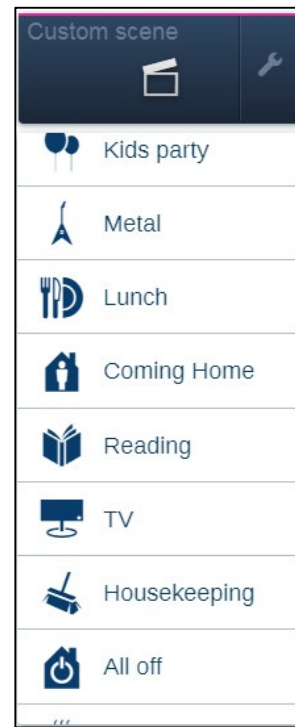 Custom scene
Kids party
Metal
Lunch
Coming Home
Reading
TV
Housekeeping
All off